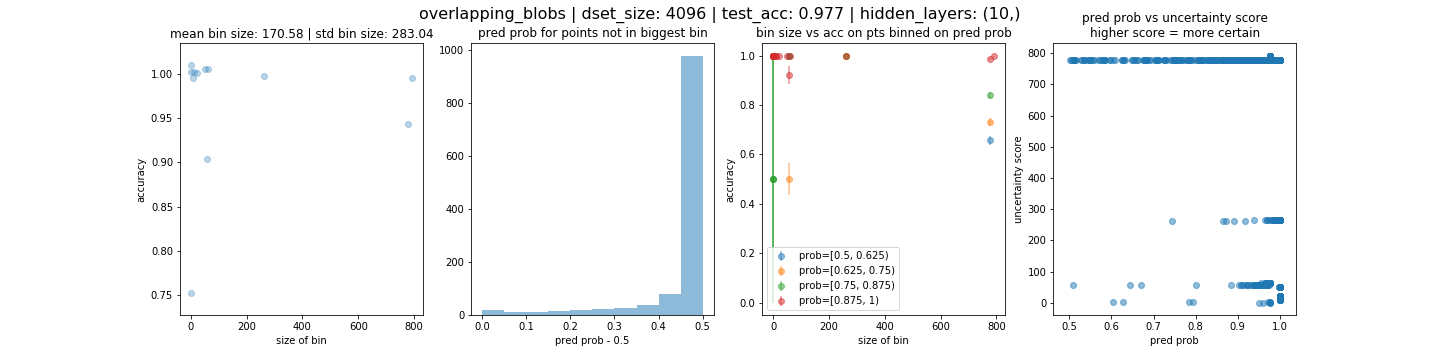 overlapping_blobs | dset_size: 4096 | test_acc: 0.977 | hidden_layers: (10,)
mean bin size: 170.58 | std bin size: 283.04
accuracy
1.00
0.95
0.90
0.85
0.80
0.75
0
200
400
600
800
size of bin
pred prob for points not in biggest bin
1000
800
600
400
200
0
0.0
0.1
0.2
0.3
0.4
0.5
pred prob - 0.5
bin size vs acc on pts binned on pred prob
accuracy
1.0
0.8
0.6
0.4
0.2
0.0
prob=[0.5, 0.625)
prob=[0.625, 0.75)
prob=[0.75, 0.875)
prob=[0.875, 1)
0
200
400
600
800
size of bin
pred prob vs uncertainty score
higher score = more certain
uncertainty score
800
700
600
500
400
300
200
100
0
0.5
0.6
0.7
0.8
0.9
1.0
pred prob